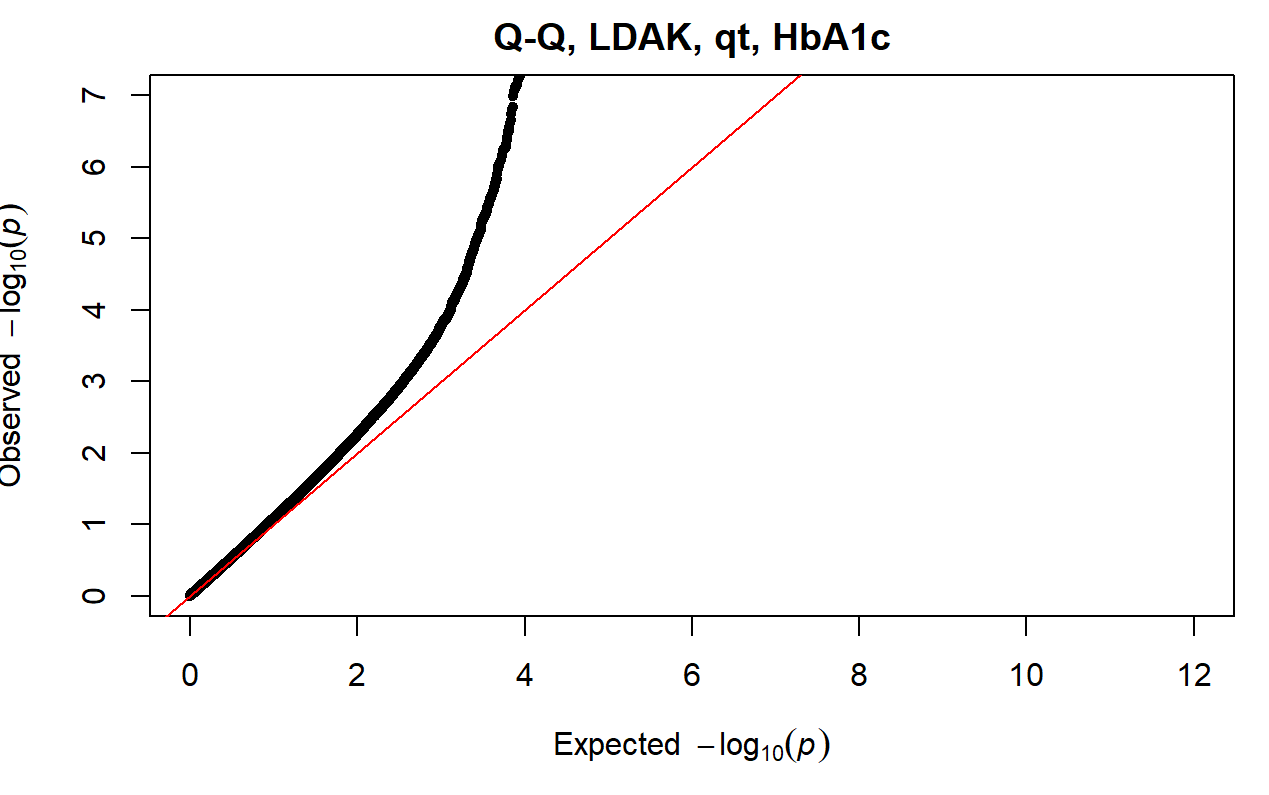 Q-Q, LDAK, qt, HbA1c
Observed −log10(p)
7
6
5
4
3
2
1
0
0 2 4 6 8 10 12
Expected −log10(p)